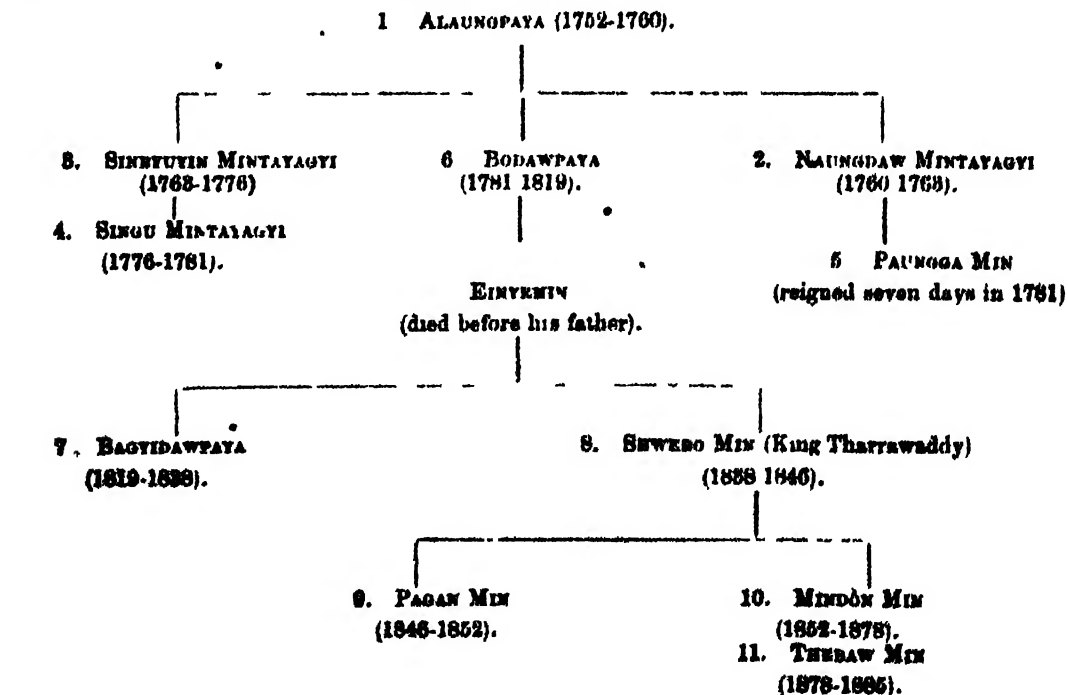 1 ALAUNGPAYA (1752-1760).
3. SINBYUYIN MINTAYAGYI 6 BODAWPAYA 2. NAUNGDAW MINTAYAGYI
(1763-1776) (1781 1819). (1760 1763).
4. SINGU MINTAYAGYI
(1776-1781). 5 PAUNGGA MIN
EINYEMIN (reigned seven days in 1781)
(died before his father).
7. BAGYIDAWPAYA 8. SHWEBO MIN (King Tharrawaddy)
(1819-1838). (1838 1846).
9. PAGAN MIN 10. MINDÔN MIN
(1846-1852). (1852-1878).
11. THEBAW MIN
(1878-1885).